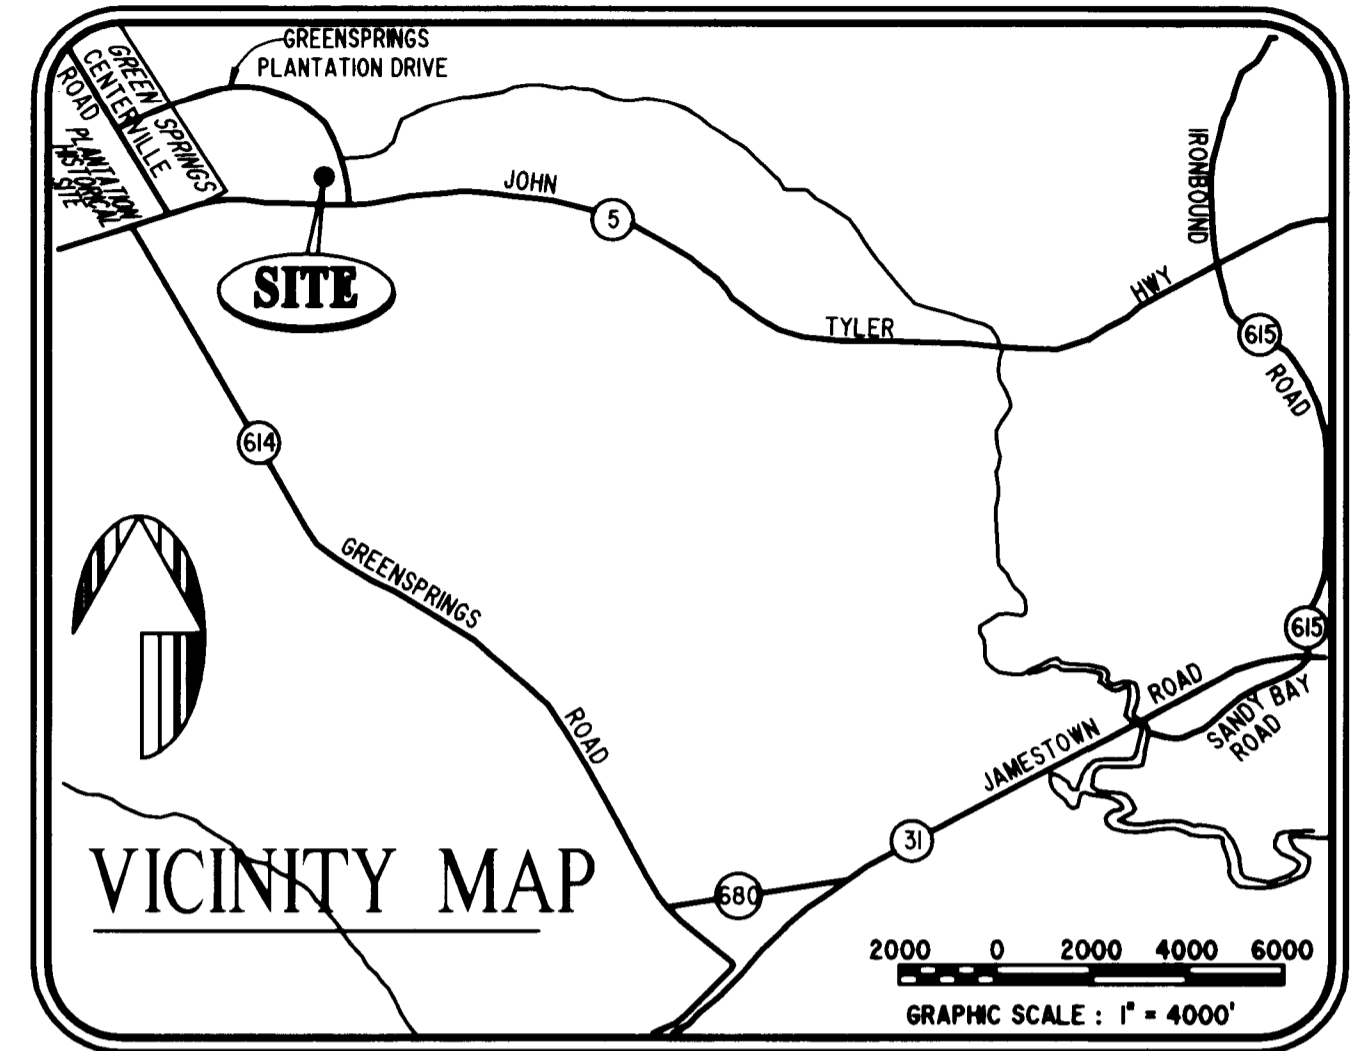 GREENSPRINGS
PLANTATION DRIVE
GREEN SPRINGS
CENTERVILLE
ROAD
PLANTATION
HISTORICAL
SITE
JOHN
5
TYLER
HWY
IRONBOUND
615
ROAD
SITE
614
GREENSPRINGS
ROAD
615
ROAD
SANDY BAY
ROAD
JAMESTOWN
31
680
VICINITY MAP
2000 0 2000 4000 6000
GRAPHIC SCALE : 1" = 4000'